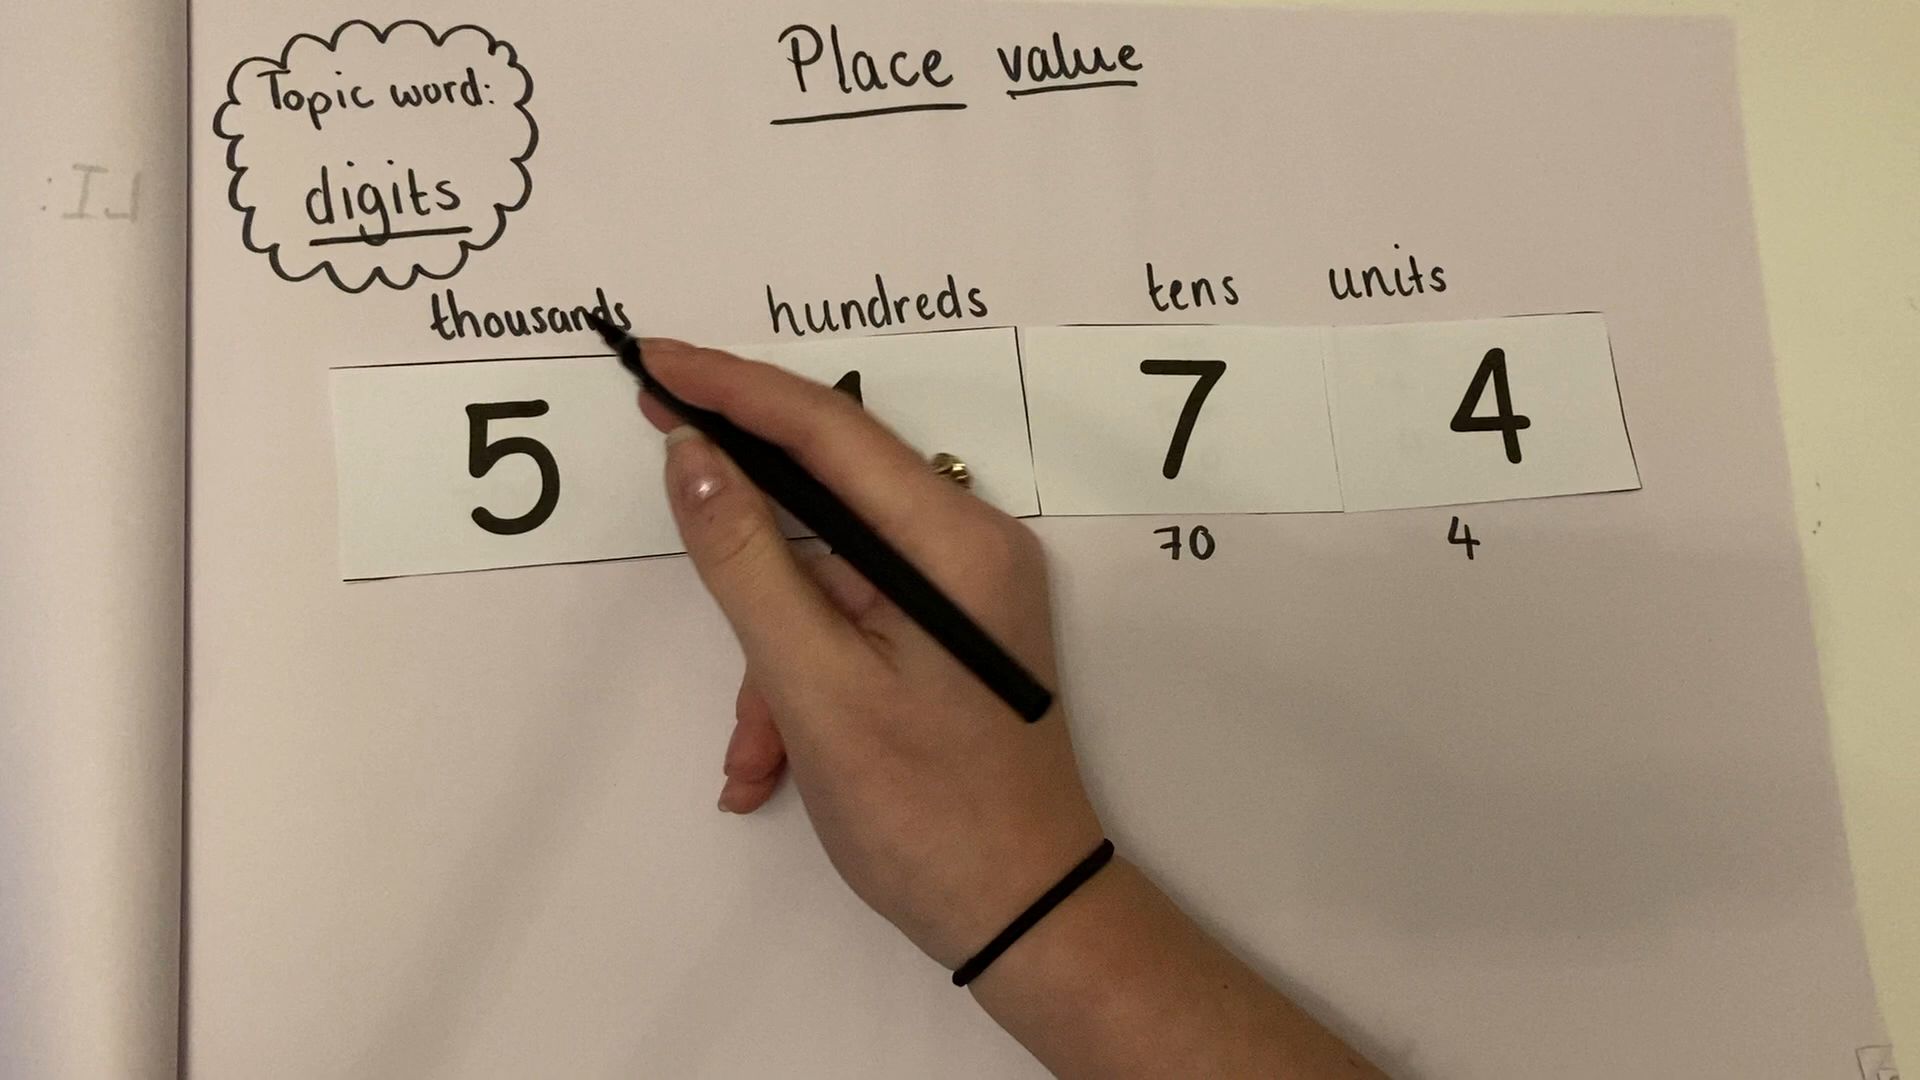 Place value
Topic word:
digits
thousands hundreds tens units
5 7 4
70 4